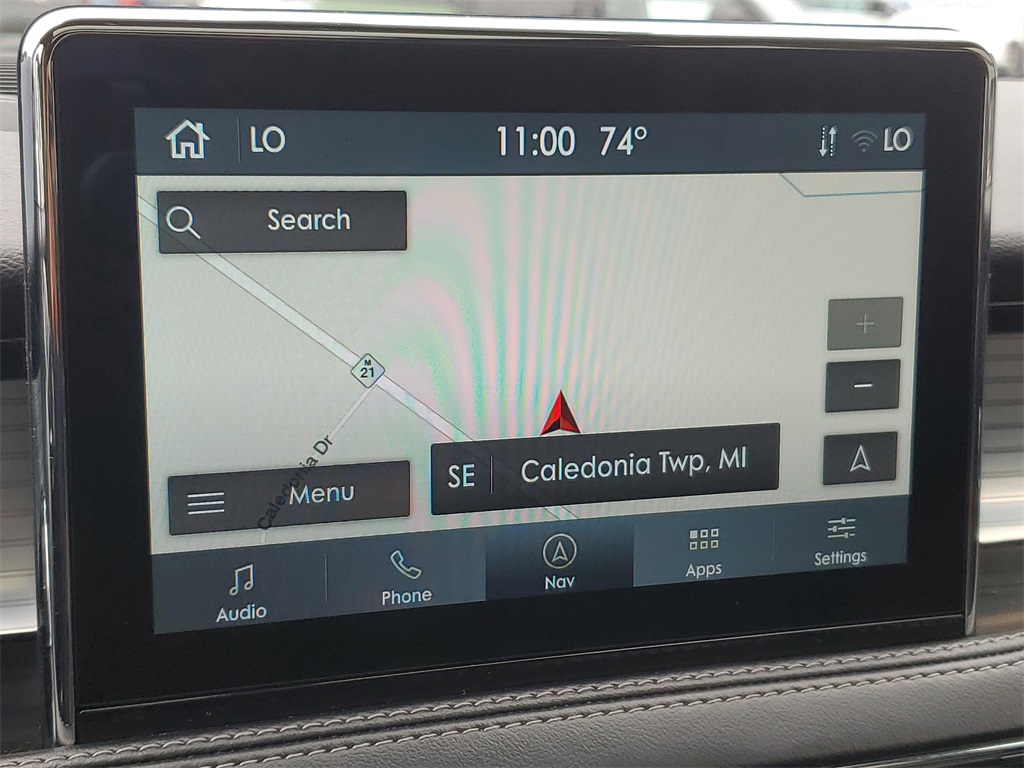 LO 11:00 74° LO
Search
M
21
Caledonia Dr
SE Caledonia Twp, MI
Menu
Audio Phone Nav Apps Settings